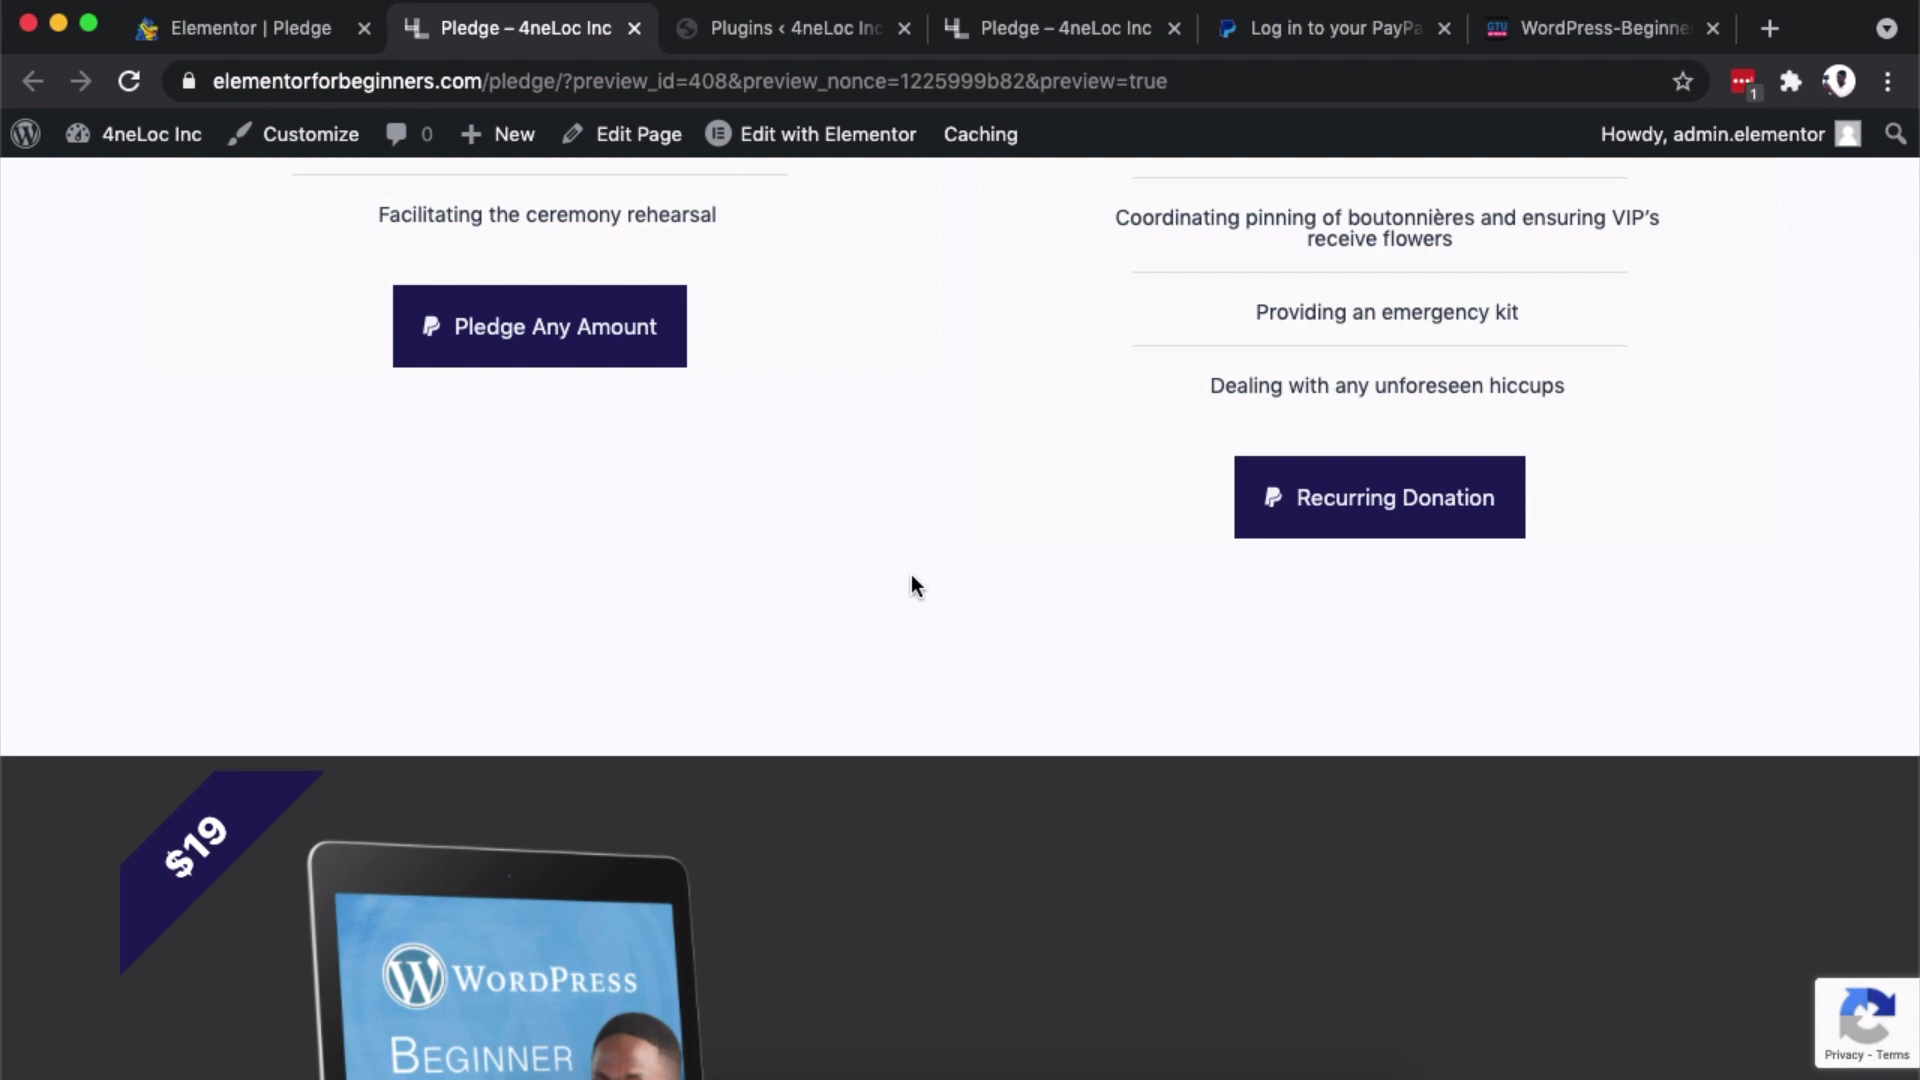 Elementor | Pledge
Pledge – 4neLoc Inc
Plugins ‹ 4neLoc Inc
Pledge – 4neLoc Inc
Log in to your PayPa
WordPress-Beginne
elementorforbeginners.com/pledge/?preview_id=408&preview_nonce=1225999b82&preview=true
1
4neLoc Inc
Customize
0
New
Edit Page
Edit with Elementor
Caching
Howdy, admin.elementor
Facilitating the ceremony rehearsal
Pledge Any Amount
Coordinating pinning of boutonnières and ensuring VIP’s
receive flowers
Providing an emergency kit
Dealing with any unforeseen hiccups
Recurring Donation
$19
WORDPRESS
BEGINNER
Privacy - Terms